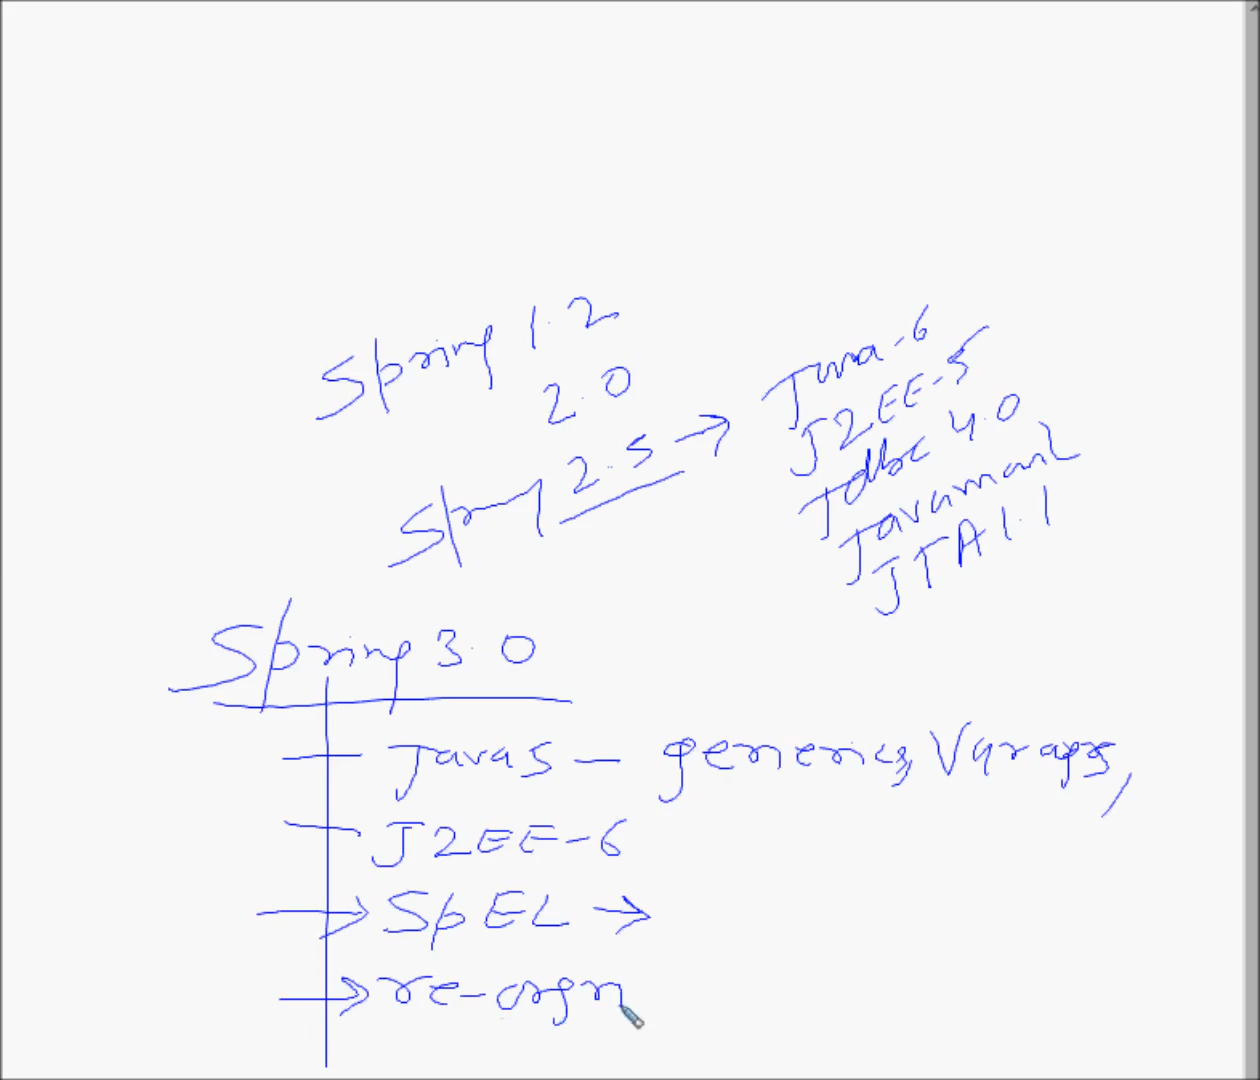 Spring 1.2
2.0
Spring 2.5 →
Java-6
J2EE-5
Jdbc 4.0
Javamail
JTA 1.1
Spring 3.0
Java5 - generics, Varargs,
J2EE-6
SpEL →
→ re-orgn